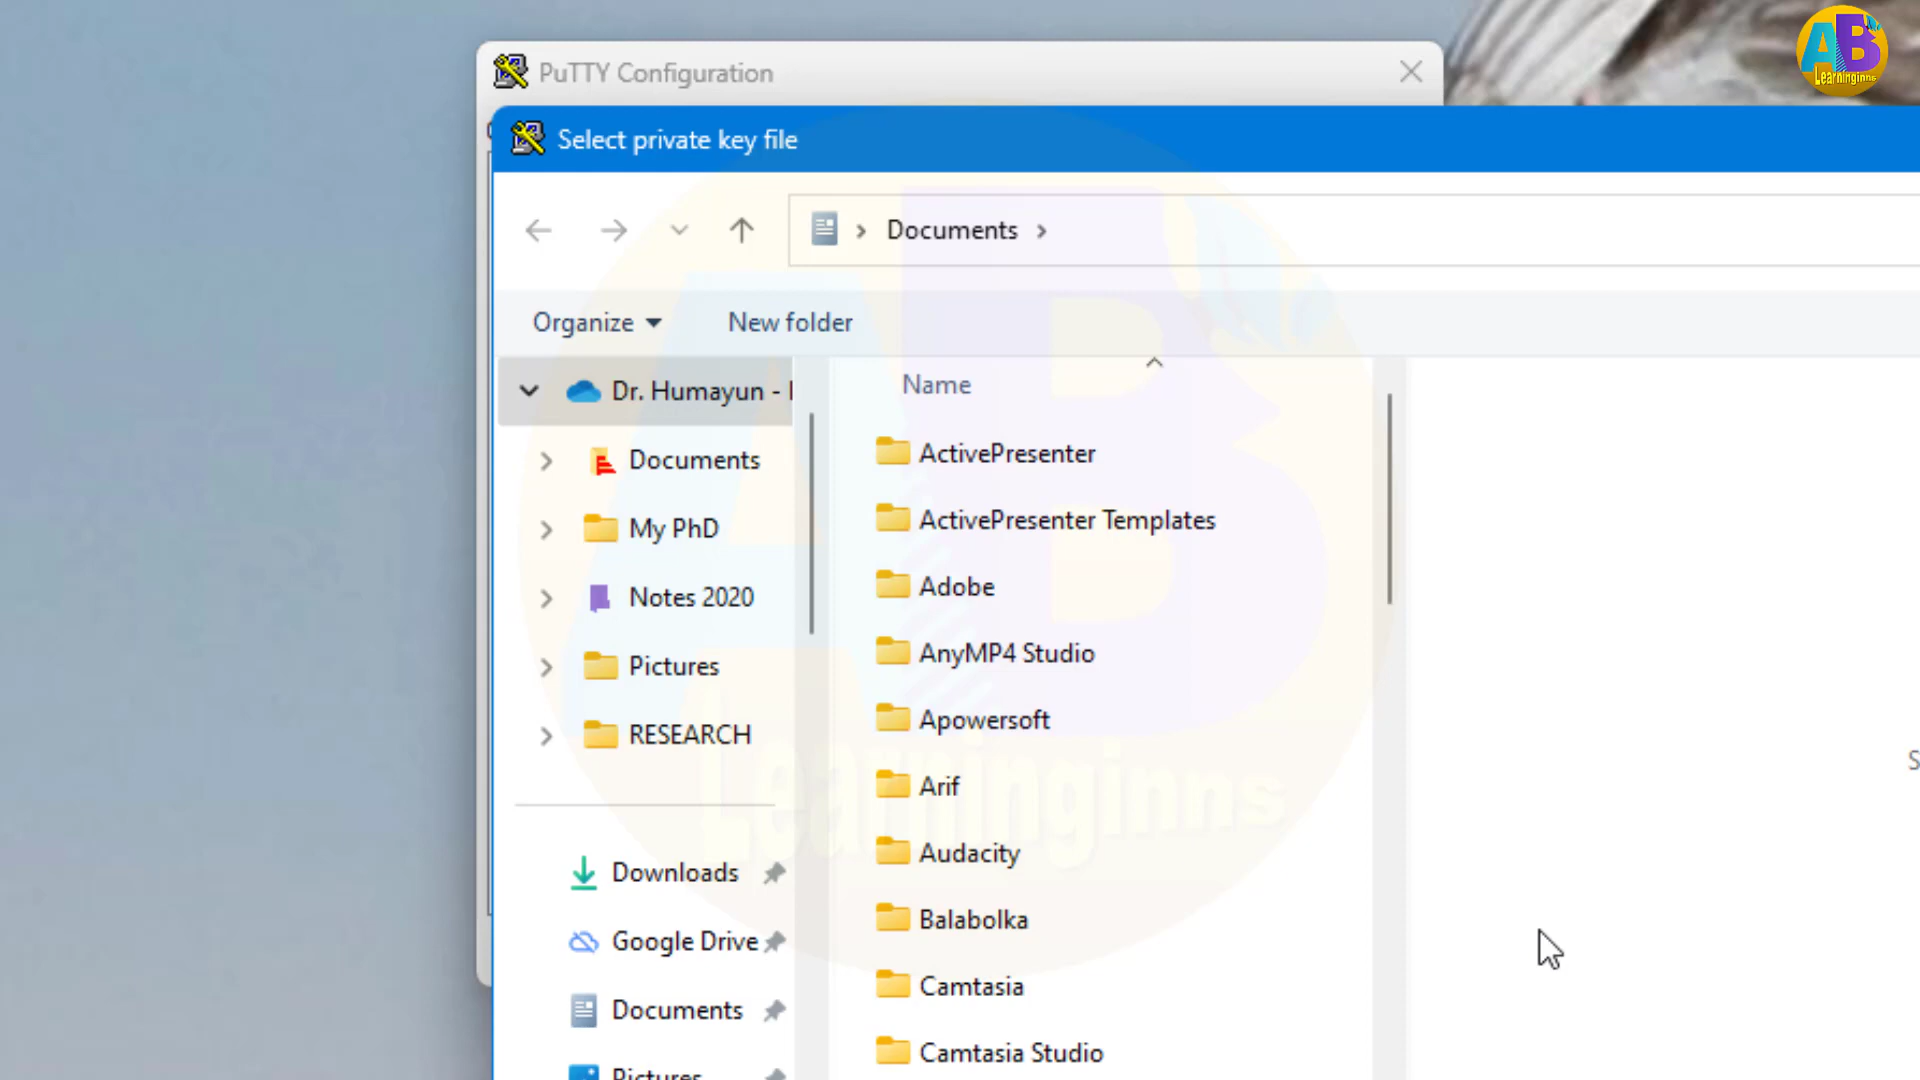 AB
Learninginns
PuTTY Configuration
Select private key file
Documents
Organize
New folder
Name
Dr. Humayun -
Documents
My PhD
Notes 2020
Pictures
RESEARCH
Downloads
Google Drive
Documents
Pictures
ActivePresenter
ActivePresenter Templates
Adobe
AnyMP4 Studio
Apowersoft
Arif
Audacity
Balabolka
Camtasia
Camtasia Studio
AB
Learninginns